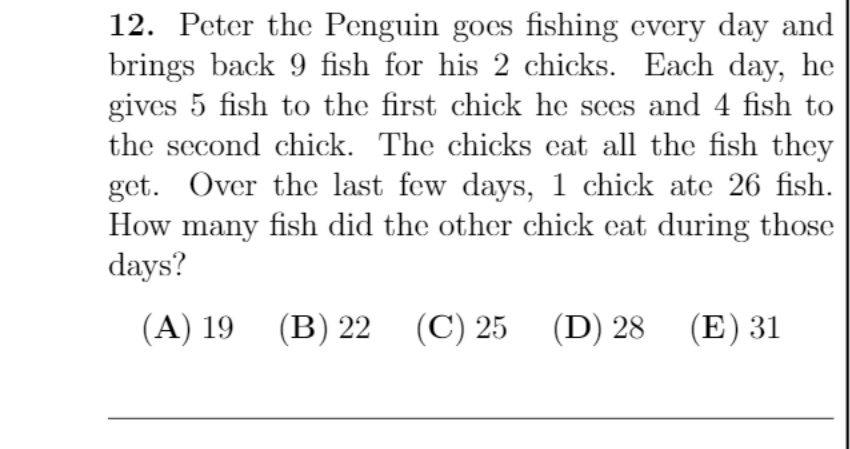 12. Peter the Penguin goes fishing every day and
brings back 9 fish for his 2 chicks. Each day, he
gives 5 fish to the first chick he sees and 4 fish to
the second chick. The chicks eat all the fish they
get. Over the last few days, 1 chick ate 26 fish.
How many fish did the other chick eat during those
days?
(A) 19 (B) 22 (C) 25 (D) 28 (E) 31